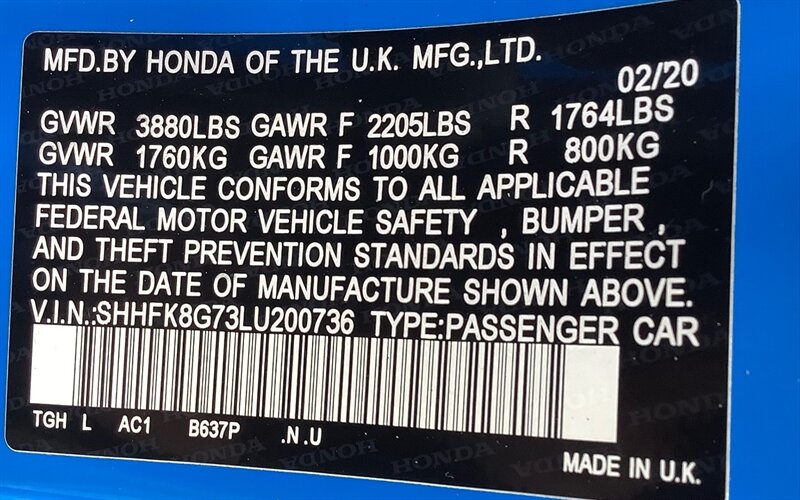 MFD.BY HONDA OF THE U.K. MFG.,LTD.
02/20
GVWR 3880LBS GAWR F 2205LBS R 1764LBS
GVWR 1760KG GAWR F 1000KG R 800KG
THIS VEHICLE CONFORMS TO ALL APPLICABLE
FEDERAL MOTOR VEHICLE SAFETY , BUMPER ,
AND THEFT PREVENTION STANDARDS IN EFFECT
ON THE DATE OF MANUFACTURE SHOWN ABOVE.
V.I.N.:SHHFK8G73LU200736 TYPE:PASSENGER CAR
TGH L AC1 B637P .N.U
MADE IN U.K.